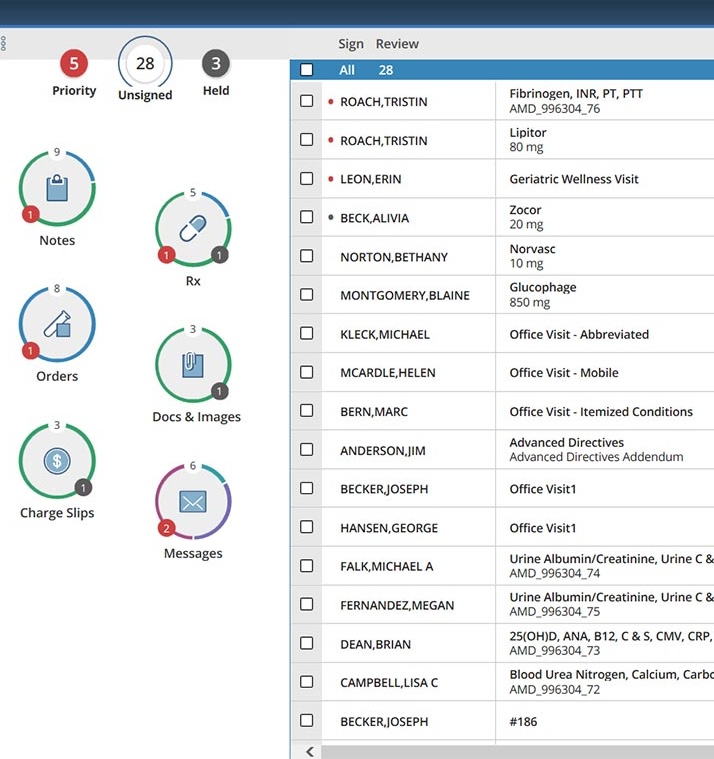 5
28
3
Priority
Unsigned
Held
9
1
Notes
5
1
1
Rx
8
1
Orders
3
1
Docs & Images
3
$
1
Charge Slips
6
2
Messages
Sign Review
All 28
ROACH,TRISTIN
Fibrinogen, INR, PT, PTT
AMD_996304_76
ROACH,TRISTIN
Lipitor
80 mg
LEON,ERIN
Geriatric Wellness Visit
BECK,ALIVIA
Zocor
20 mg
NORTON,BETHANY
Norvasc
10 mg
MONTGOMERY,BLAINE
Glucophage
850 mg
KLECK,MICHAEL
Office Visit - Abbreviated
MCARDLE,HELEN
Office Visit - Mobile
BERN,MARC
Office Visit - Itemized Conditions
ANDERSON,JIM
Advanced Directives
Advanced Directives Addendum
BECKER,JOSEPH
Office Visit1
HANSEN,GEORGE
Office Visit1
FALK,MICHAEL A
Urine Albumin/Creatinine, Urine C &
AMD_996304_74
FERNANDEZ,MEGAN
Urine Albumin/Creatinine, Urine C &
AMD_996304_75
DEAN,BRIAN
25(OH)D, ANA, B12, C & S, CMV, CRP,
AMD_996304_73
CAMPBELL,LISA C
Blood Urea Nitrogen, Calcium, Carbo
AMD_996304_72
BECKER,JOSEPH
#186